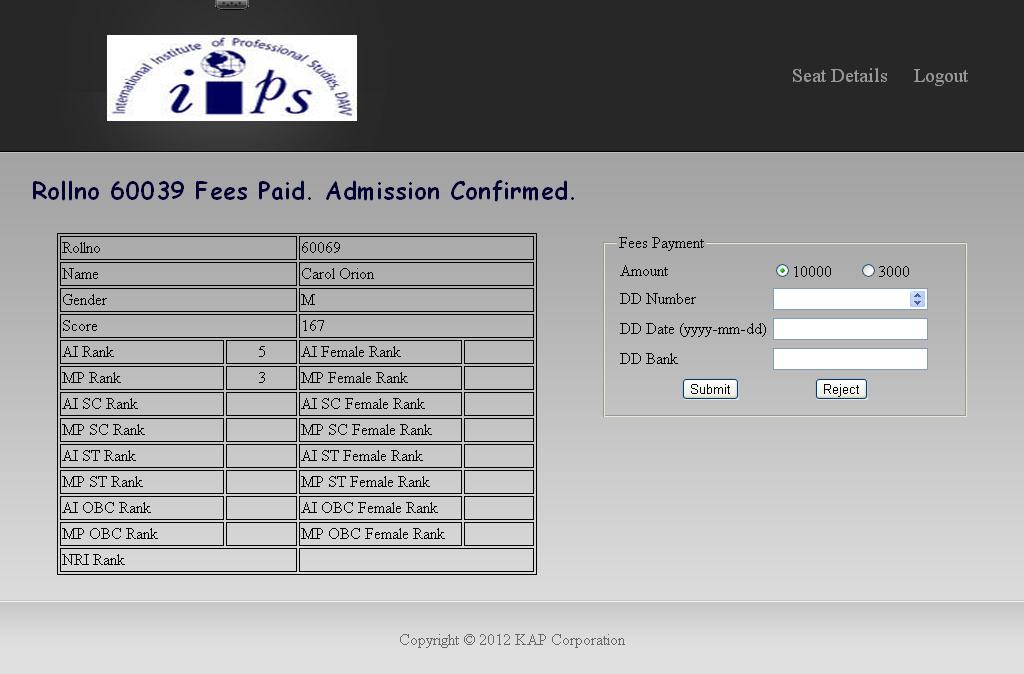 International Institute of Professional Studies, DAVV
i ps
Seat Details Logout
Rollno 60039 Fees Paid. Admission Confirmed.
Rollno 60069
Name Carol Orion
Gender M
Score 167
AI Rank 5 AI Female Rank
MP Rank 3 MP Female Rank
AI SC Rank AI SC Female Rank
MP SC Rank MP SC Female Rank
AI ST Rank AI ST Female Rank
MP ST Rank MP ST Female Rank
AI OBC Rank AI OBC Female Rank
MP OBC Rank MP OBC Female Rank
NRI Rank
Fees Payment
Amount 10000 3000
DD Number
DD Date (yyyy-mm-dd)
DD Bank
Submit Reject
Copyright © 2012 KAP Corporation